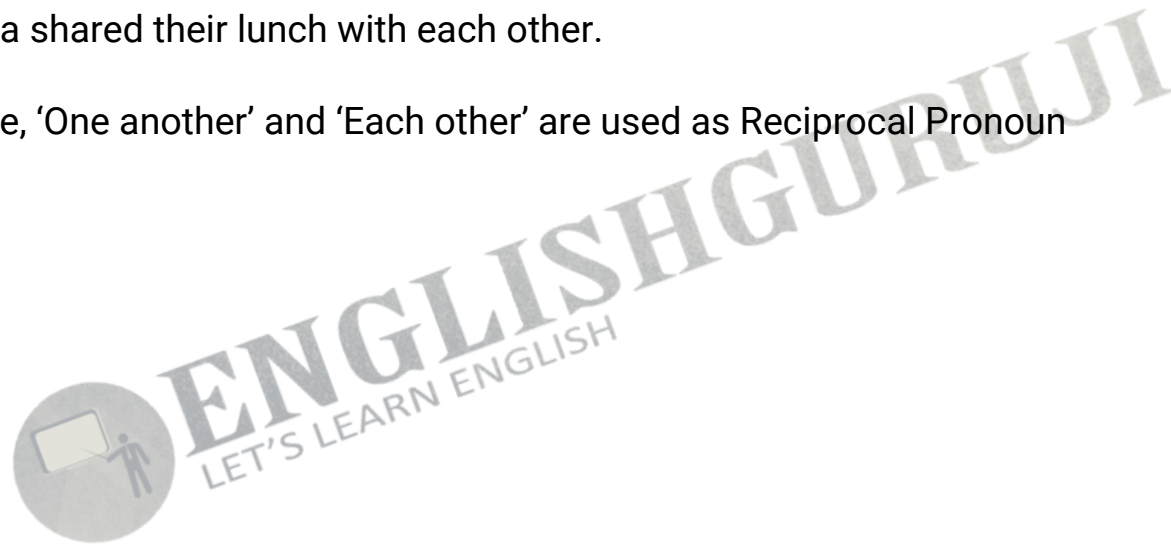 a shared their lunch with each other.
e, ‘One another’ and ‘Each other’ are used as Reciprocal Pronoun
ENGLISHGURUJI
LET'S LEARN ENGLISH